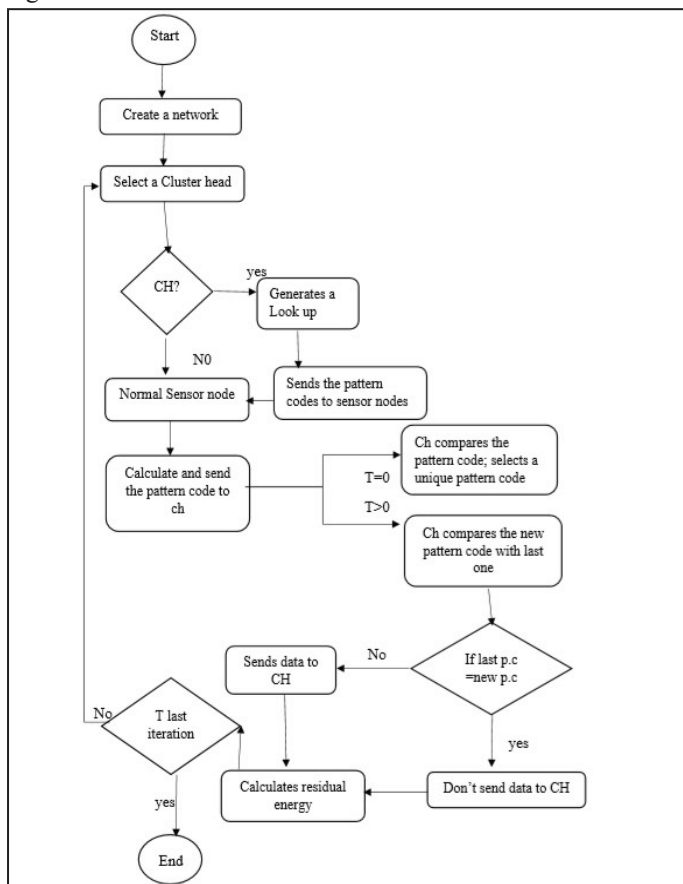 Start
Create a network
Select a Cluster head
CH?
yes
Generates a
Look up
N0
Sends the pattern
codes to sensor nodes
Normal Sensor node
Calculate and send
the pattern code to
ch
T=0
T>0
Ch compares the
pattern code; selects a
unique pattern code
Ch compares the new
pattern code with last
one
If last p.c
=new p.c
No
Sends data to
CH
yes
Don’t send data to CH
Calculates residual
energy
T last
iteration
No
yes
End